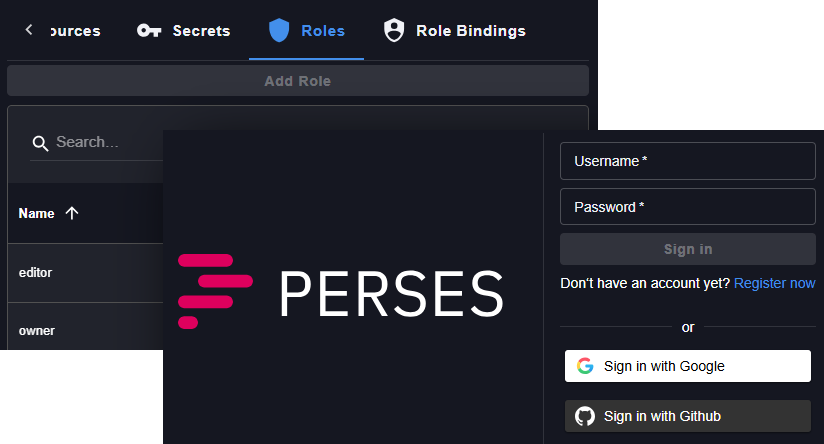 ources
Secrets
Roles
Role Bindings
Add Role
Search...
Name
editor
owner
PERSES
Username *
Password *
Sign in
Don't have an account yet? Register now
or
Sign in with Google
Sign in with Github